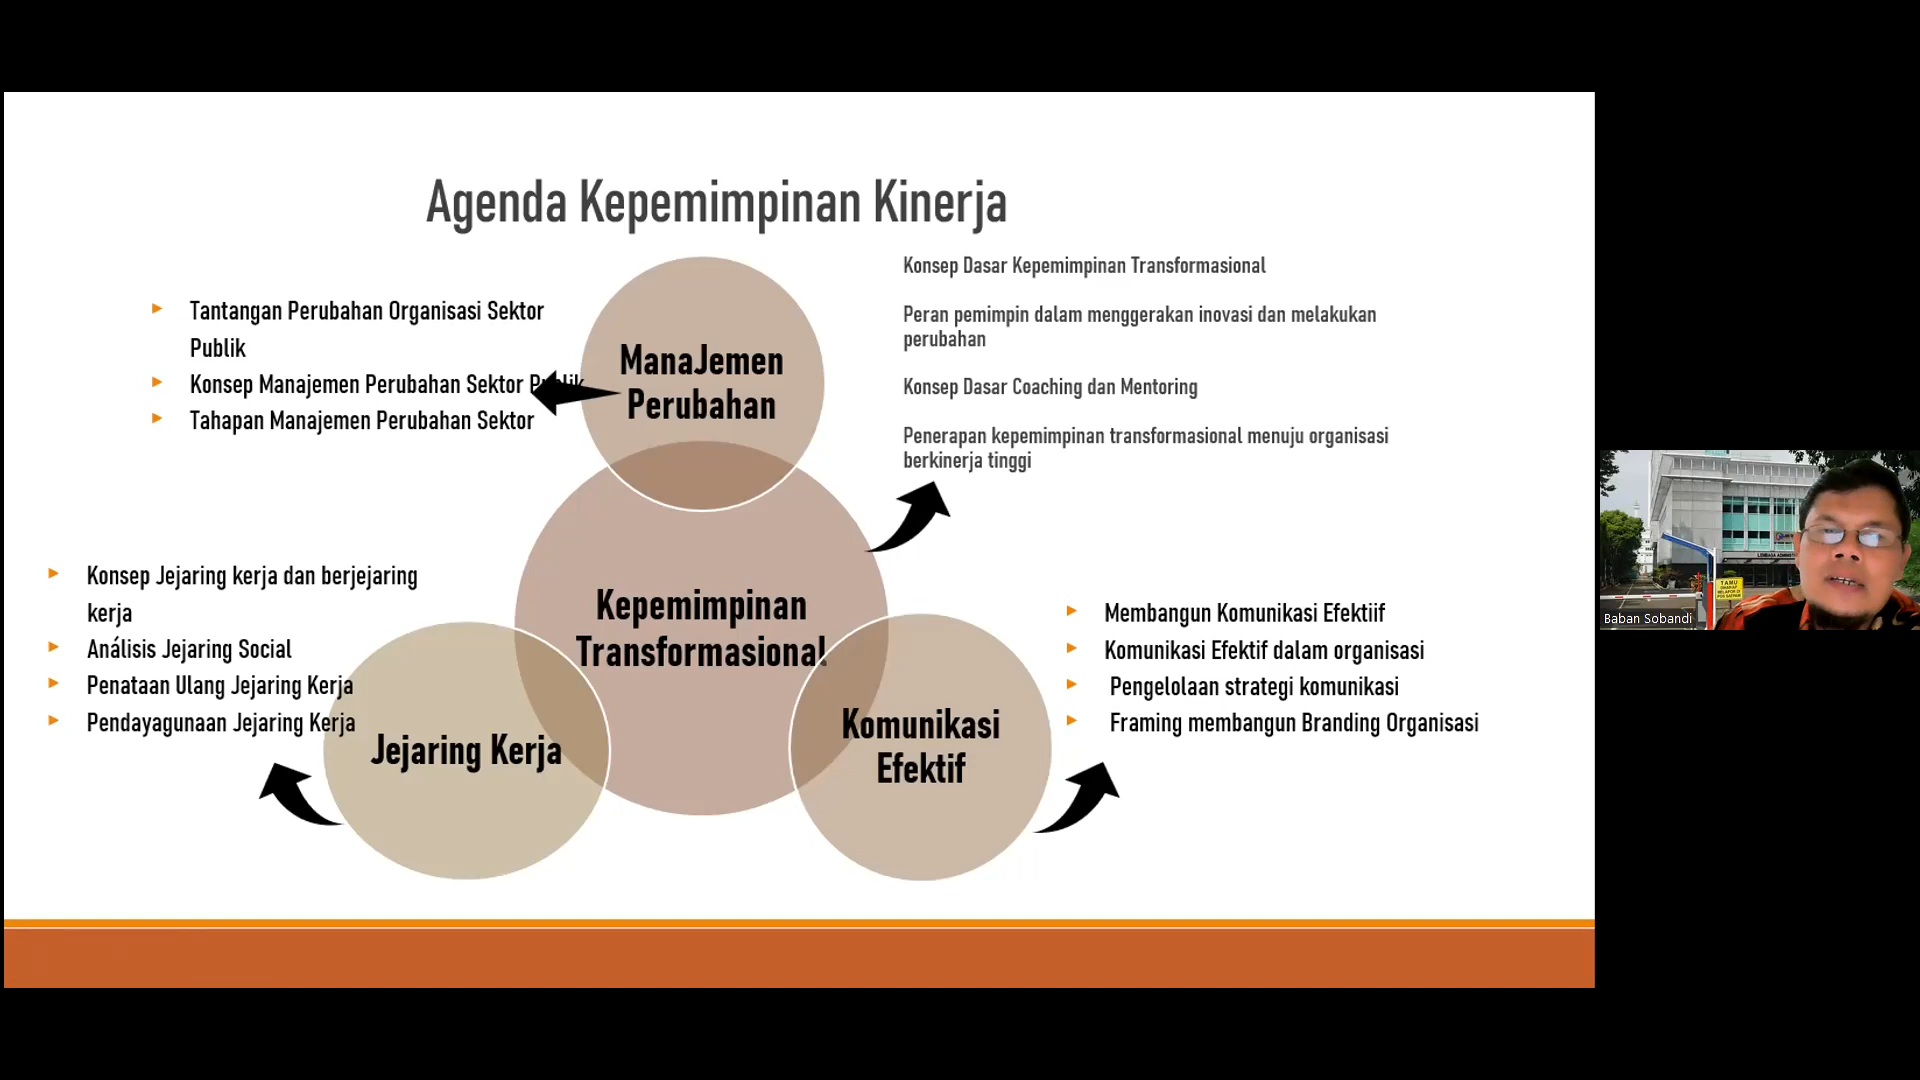 Agenda Kepemimpinan Kinerja
Tantangan Perubahan Organisasi Sektor
Publik
Konsep Manajemen Perubahan Sektor Publik
Tahapan Manajemen Perubahan Sektor
ManaJemen
Perubahan
Konsep Dasar Kepemimpinan Transformasional
Peran pemimpin dalam menggerakan inovasi dan melakukan
perubahan
Konsep Dasar Coaching dan Mentoring
Penerapan kepemimpinan transformasional menuju organisasi
berkinerja tinggi
Konsep Jejaring kerja dan berjejaring
kerja
Análisis Jejaring Social
Penataan Ulang Jejaring Kerja
Pendayagunaan Jejaring Kerja
Kepemimpinan
Transformasional
Jejaring Kerja
Komunikasi
Efektif
Membangun Komunikasi Efektiif
Komunikasi Efektif dalam organisasi
Pengelolaan strategi komunikasi
Framing membangun Branding Organisasi
TAMU
Baban Sobandi